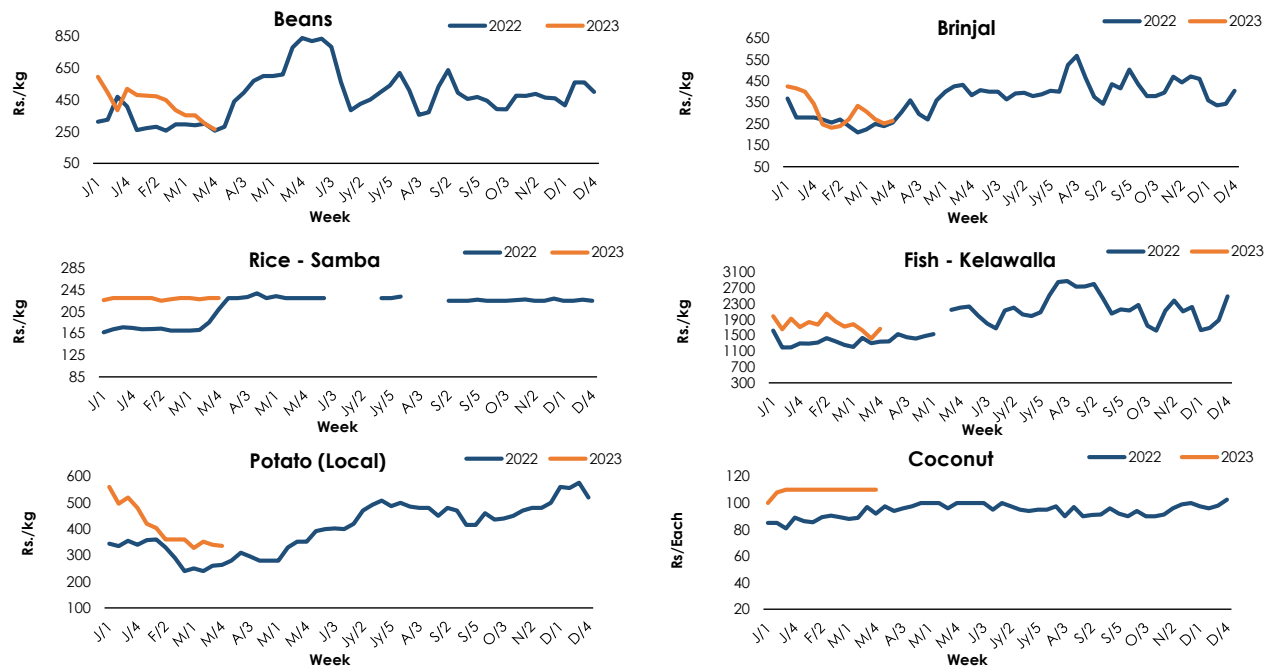 Beans
2022 2023
Rs./kg
850
650
450
250
50
J/1 J/4 F/2 M/1 M/4 A/3 M/1 M/4 J/3 Jy/2 Jy/5 A/3 S/2 S/5 O/3 N/2 D/1 D/4
Week
Brinjal
2022 2023
Rs./kg
650
550
450
350
250
150
50
J/1 J/4 F/2 M/1 M/4 A/3 M/1 M/4 J/3 Jy/2 Jy/5 A/3 S/2 S/5 O/3 N/2 D/1 D/4
Week
Rice - Samba
2022 2023
Rs./kg
285
245
205
165
125
85
J/1 J/4 F/2 M/1 M/4 A/3 M/1 M/4 J/3 Jy/2 Jy/5 A/3 S/2 S/5 O/3 N/2 D/1 D/4
Week
Fish - Kelawalla
2022 2023
Rs./kg
3100
2700
2300
1900
1500
1100
700
300
J/1 J/4 F/2 M/1 M/4 A/3 M/1 M/4 J/3 Jy/2 Jy/5 A/3 S/2 S/5 O/3 N/2 D/1 D/4
Week
Potato (Local)
2022 2023
Rs./kg
600
500
400
300
200
100
J/1 J/4 F/2 M/1 M/4 A/3 M/1 M/4 J/3 Jy/2 Jy/5 A/3 S/2 S/5 O/3 N/2 D/1 D/4
Week
Coconut
2022 2023
Rs/Each
120
100
80
60
40
20
J/1 J/4 F/2 M/1 M/4 A/3 M/1 M/4 J/3 Jy/2 Jy/5 A/3 S/2 S/5 O/3 N/2 D/1 D/4
Week